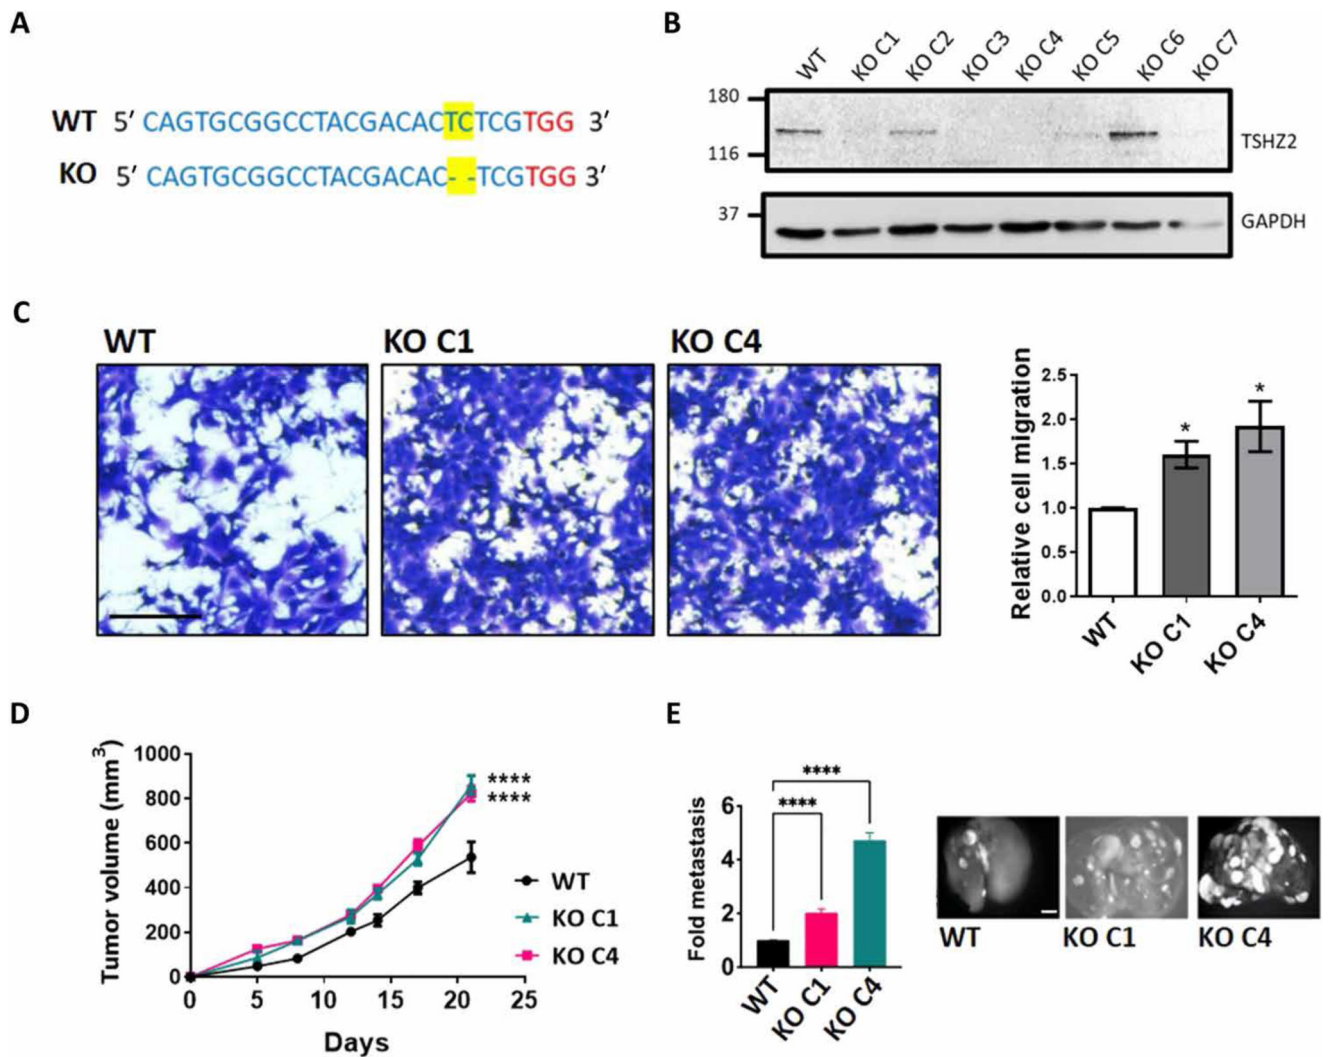 A
WT 5′ CAGTGCGGCCTACGACACTCTCGTGG 3′
KO 5′ CAGTGCGGCCTACGACAC- -TCGTGG 3′
B
WT KO C1 KO C2 KO C3 KO C4 KO C5 KO C6 KO C7
180
116
TSHZ2
37
GAPDH
C
WT KO C1 KO C4
Relative cell migration
2.5
2.0
1.5
1.0
0.5
0.0
* *
WT KO C1 KO C4
D
Tumor volume (mm3)
1000
800
600
400
200
0
0 5 10 15 20 25
Days
****
****
WT
KO C1
KO C4
E
Fold metastasis
6
4
2
0
****
****
WT KO C1 KO C4
WT KO C1 KO C4